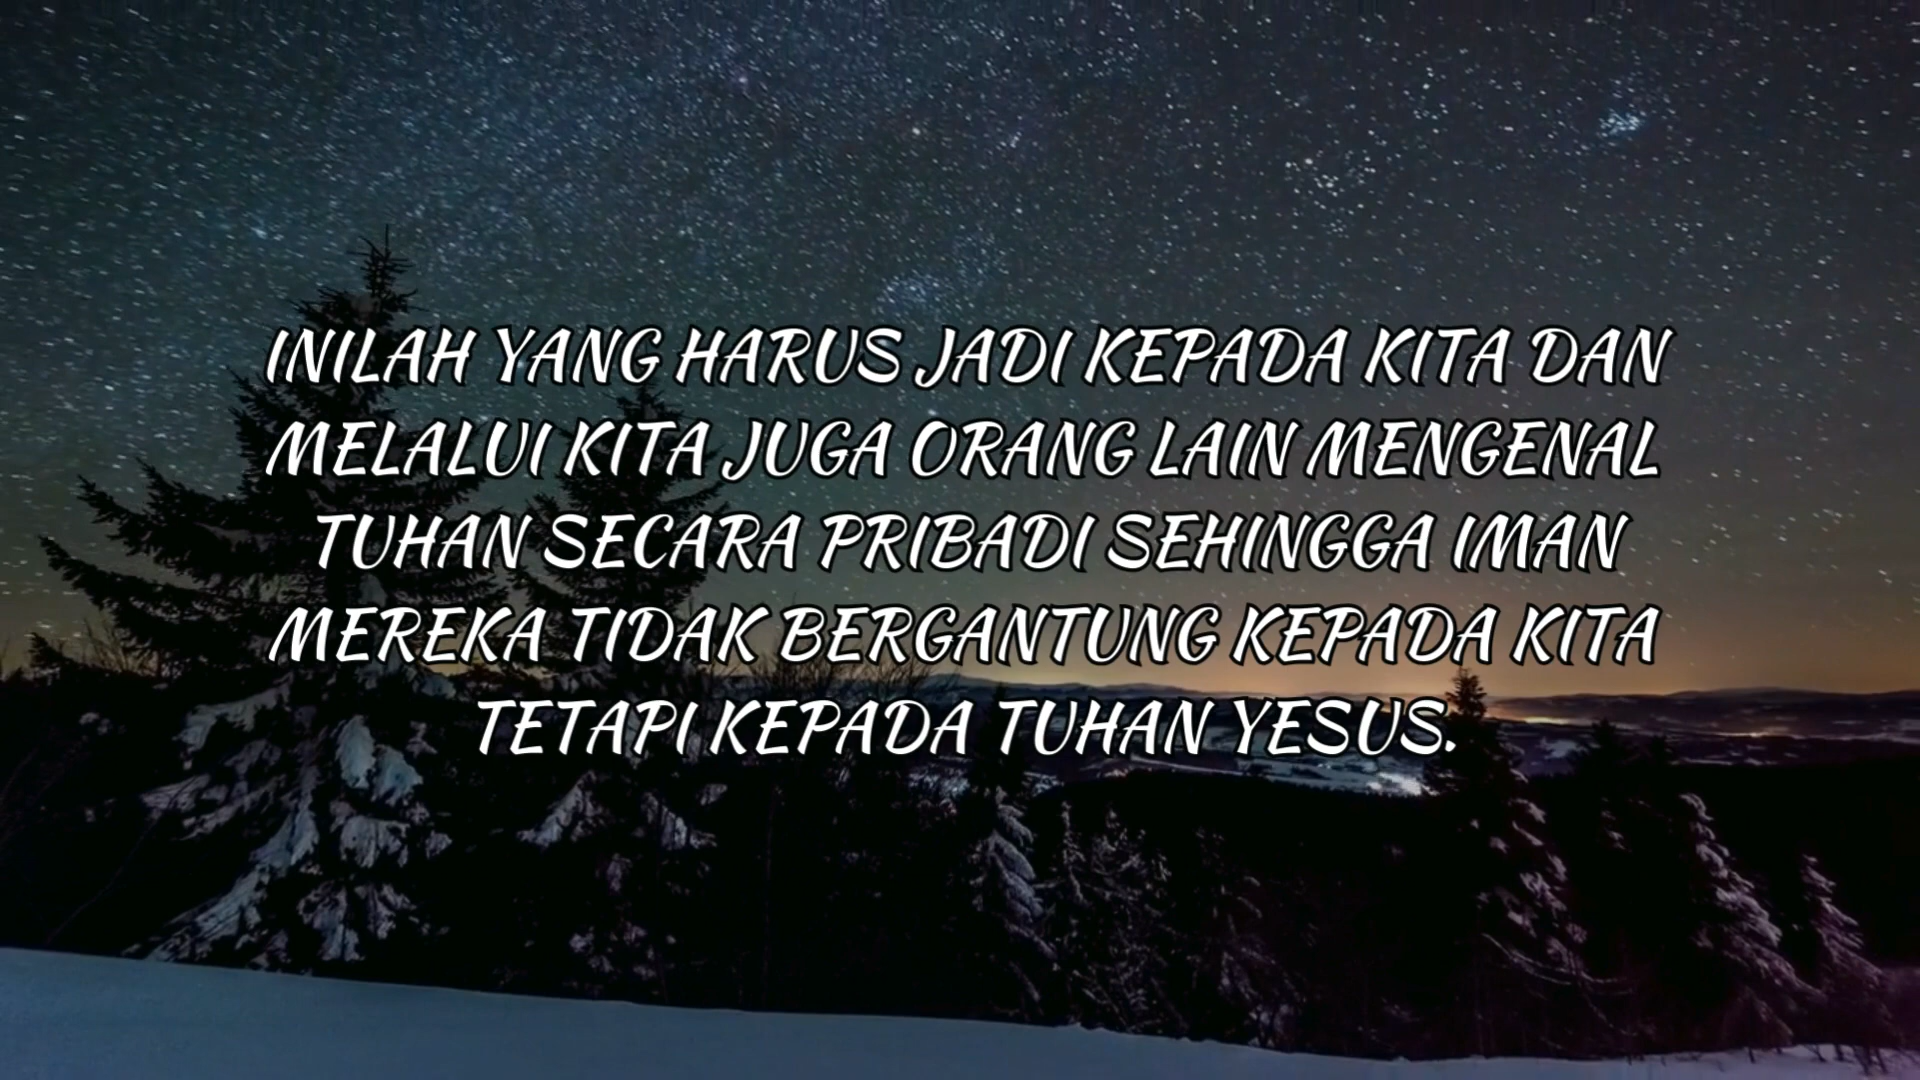 INILAH YANG HARUS JADI KEPADA KITA DAN
MELALUI KITA JUGA ORANG LAIN MENGENAL
TUHAN SECARA PRIBADI SEHINGGA IMAN
MEREKA TIDAK BERGANTUNG KEPADA KITA
TETAPI KEPADA TUHAN YESUS.